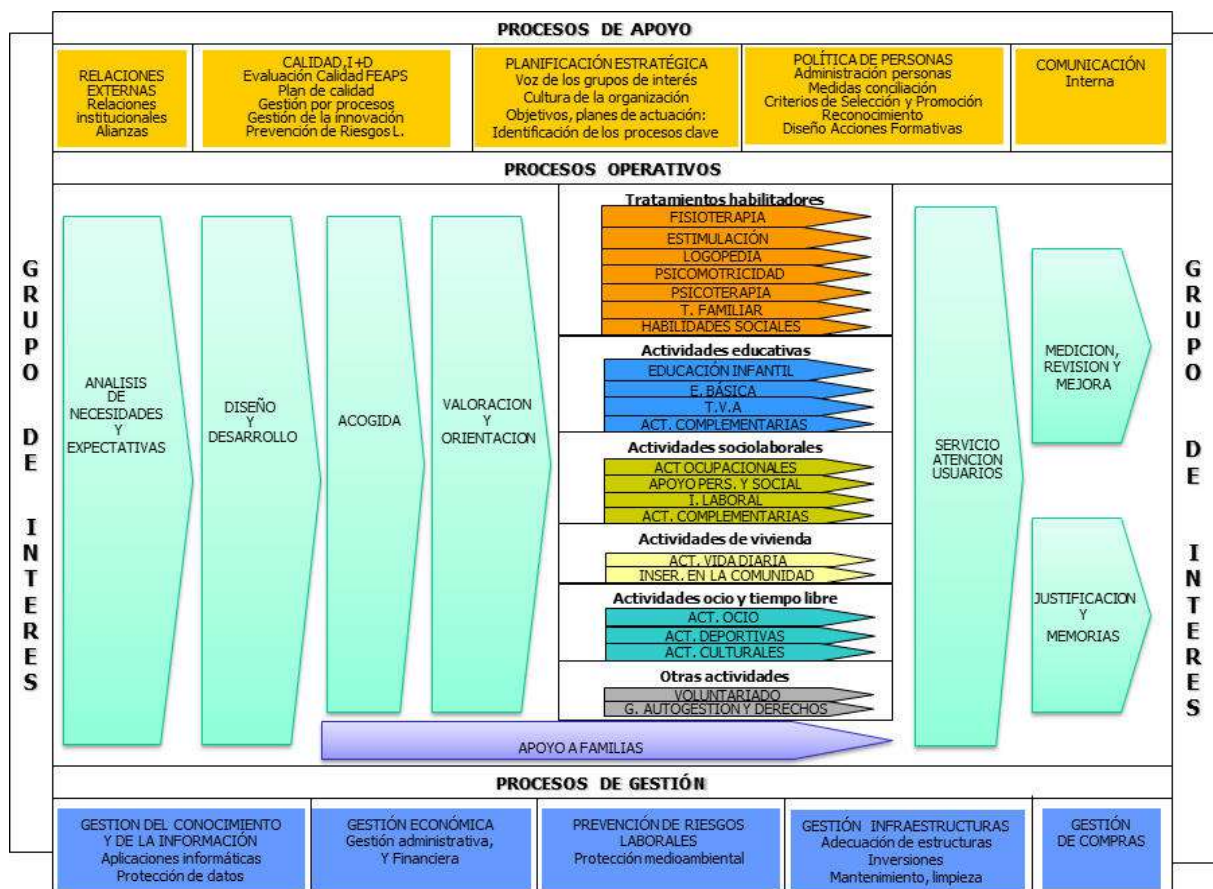 PROCESOS DE APOYO
RELACIONES
EXTERNAS
Relaciones
institucionales
Alianzas
CALIDAD,I+D
Evaluación Calidad FEAPS
Plan de calidad
Gestión por procesos
Gestión de la innovación
Prevención de Riesgos L.
PLANIFICACIÓN ESTRATÉGICA
Voz de los grupos de interés
Cultura de la organización
Objetivos, planes de actuación:
Identificación de los procesos clave
POLÍTICA DE PERSONAS
Administración personas
Medidas conciliación
Criterios de Selección y Promoción
Reconocimiento
Diseño Acciones Formativas
COMUNICACIÓN
Interna
PROCESOS OPERATIVOS
GRUPO DE INTERES
ANALISIS
DE
NECESIDADES
Y
EXPECTATIVAS
DISEÑO
Y
DESARROLLO
ACOGIDA
VALORACION
Y
ORIENTACION
Tratamientos habilitadores
FISIOTERAPIA
ESTIMULACIÓN
LOGOPEDIA
PSICOMOTRICIDAD
PSICOTERAPIA
T. FAMILIAR
HABILIDADES SOCIALES
Actividades educativas
EDUCACIÓN INFANTIL
E. BÁSICA
T.V.A
ACT. COMPLEMENTARIAS
Actividades sociolaborales
ACT OCUPACIONALES
APOYO PERS. Y SOCIAL
I. LABORAL
ACT. COMPLEMENTARIAS
Actividades de vivienda
ACT. VIDA DIARIA
INSER. EN LA COMUNIDAD
Actividades ocio y tiempo libre
ACT. OCIO
ACT. DEPORTIVAS
ACT. CULTURALES
Otras actividades
VOLUNTARIADO
G. AUTOGESTION Y DERECHOS
APOYO A FAMILIAS
SERVICIO
ATENCION
USUARIOS
MEDICION,
REVISION Y
MEJORA
JUSTIFICACION
Y
MEMORIAS
GRUPO DE INTERES
PROCESOS DE GESTIÓN
GESTION DEL CONOCIMIENTO
Y DE LA INFORMACIÓN
Aplicaciones informáticas
Protección de datos
GESTIÓN ECONÓMICA
Gestión administrativa,
Y Financiera
PREVENCIÓN DE RIESGOS
LABORALES
Protección medioambiental
GESTIÓN INFRAESTRUCTURAS
Adecuación de estructuras
Inversiones
Mantenimiento, limpieza
GESTIÓN
DE COMPRAS